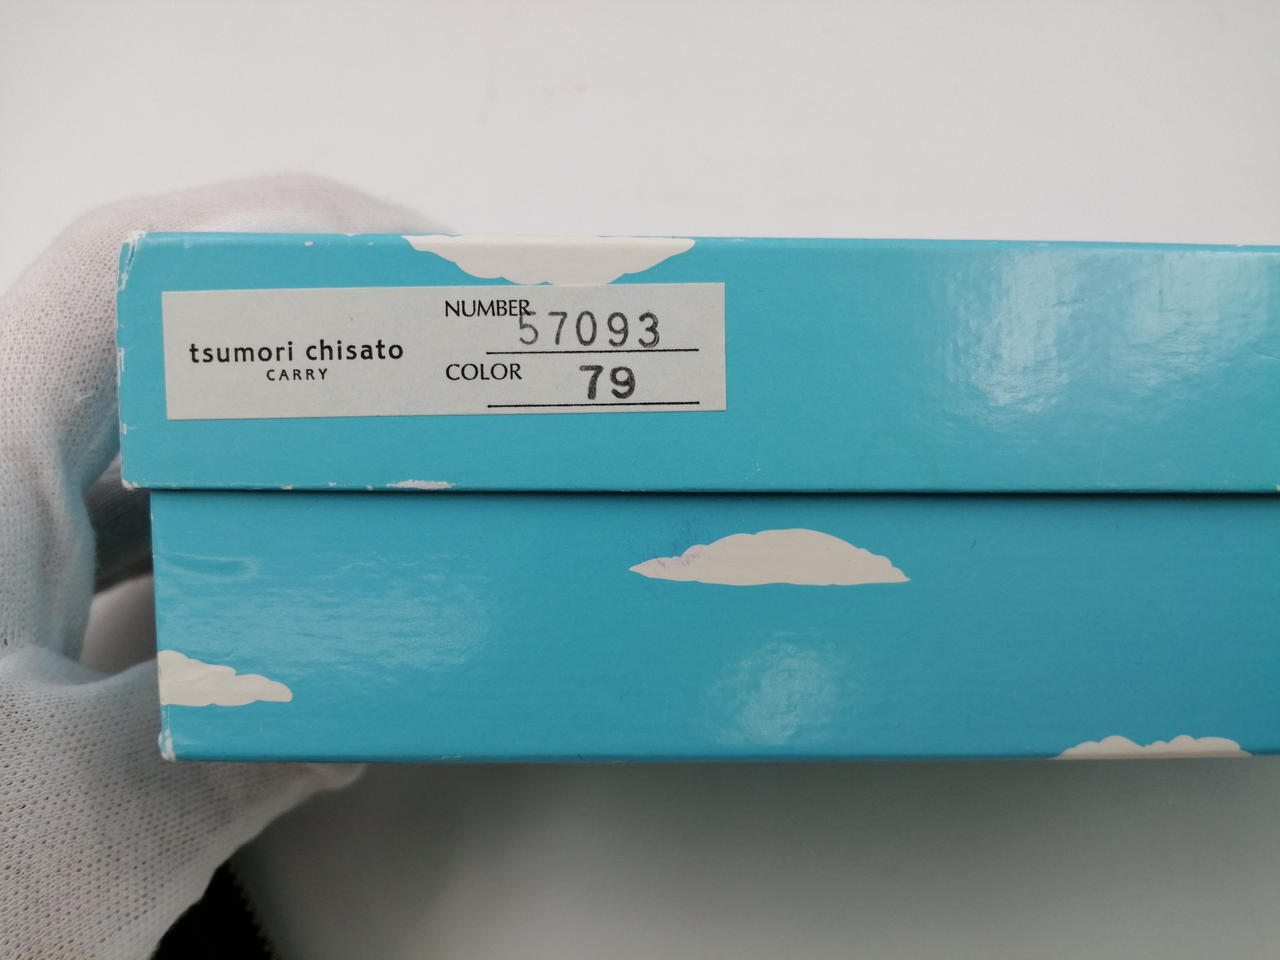 tsumori chisato
CARRY
NUMBER 57093
COLOR 79